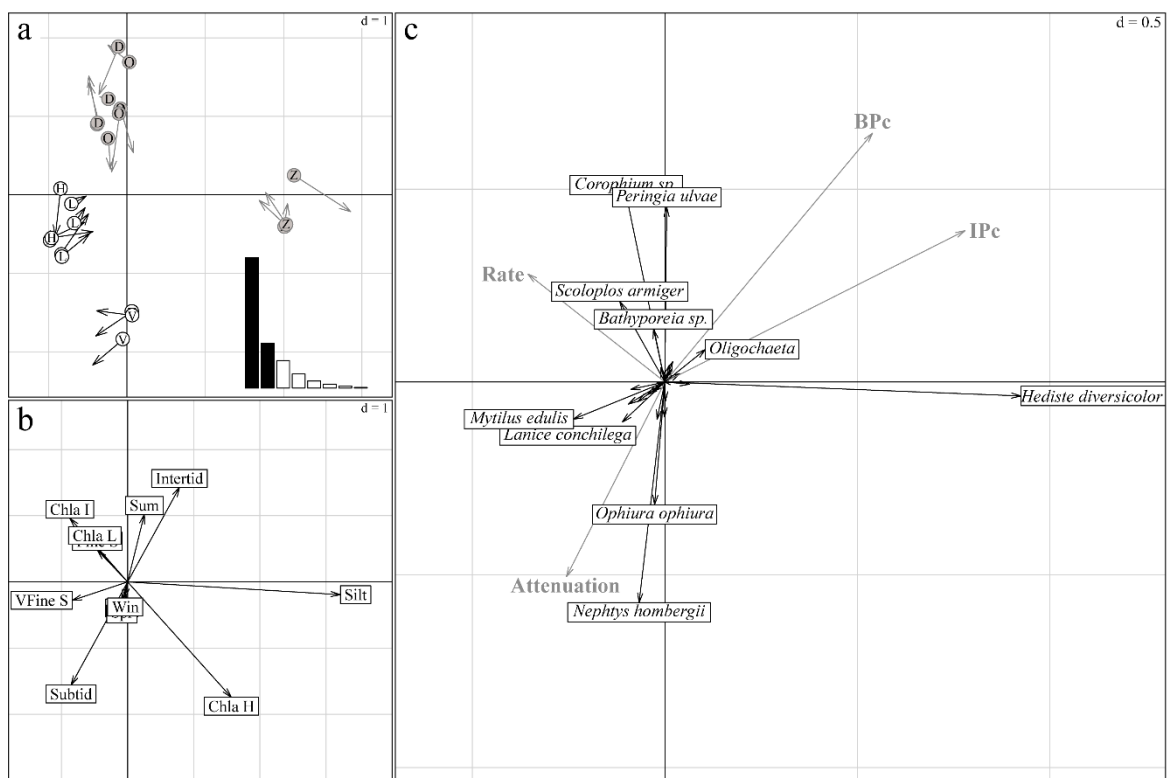 a
d = 1
D
O
D
O
D
O
H
L
L
H
L
V
V
Z
Z
b
d = 1
Intertid
Sum
Chla I
Chla L
VFine S
Win
Silt
Subtid
Chla H
c
d = 0.5
BPc
Corophium sp.
Peringia ulvae
IPc
Rate
Scoloplos armiger
Bathyporeia sp.
Oligochaeta
Hediste diversicolor
Mytilus edulis
Lanice conchilega
Ophiura ophiura
Attenuation
Nephtys hombergii